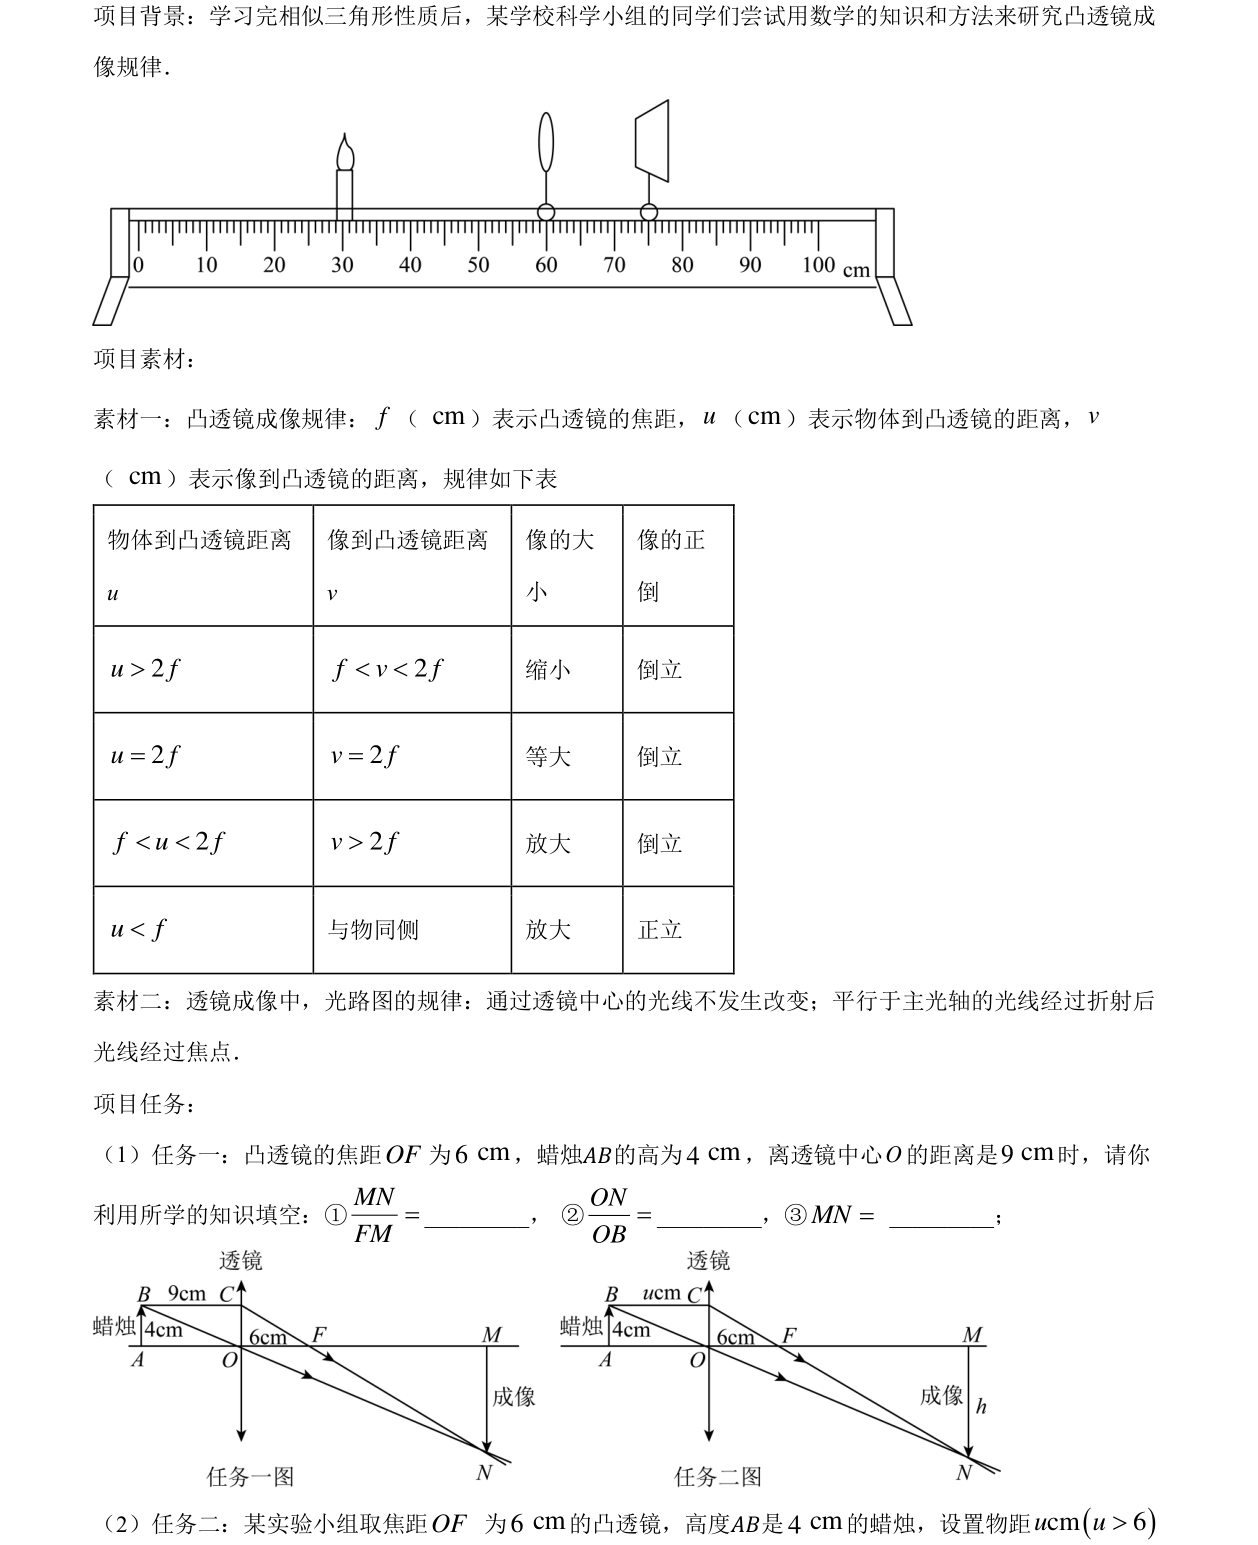 项目背景：学习完相似三角形性质后，某学校科学小组的同学们尝试用数学的知识和方法来研究凸透镜成
像规律．
0 10 20 30 40 50 60 70 80 90 100 cm
项目素材：
素材一：凸透镜成像规律：f（ cm）表示凸透镜的焦距，u（cm）表示物体到凸透镜的距离，v
（ cm）表示像到凸透镜的距离，规律如下表
物体到凸透镜距离 像到凸透镜距离 像的大 像的正
u v 小 倒
u > 2f f < v < 2f 缩小 倒立
u = 2f v = 2f 等大 倒立
f < u < 2f v > 2f 放大 倒立
u < f 与物同侧 放大 正立
素材二：透镜成像中，光路图的规律：通过透镜中心的光线不发生改变；平行于主光轴的光线经过折射后
光线经过焦点．
项目任务：
（1）任务一：凸透镜的焦距OF 为6 cm，蜡烛AB的高为4 cm，离透镜中心O的距离是9 cm时，请你
利用所学的知识填空：①MN/FM=_________， ②ON/OB=_________，③MN= _________；
透镜 透镜
B 9cm C B ucm C
蜡烛 4cm 6cm F M 蜡烛 4cm 6cm F M
A O A O
成像 成像 h
N N
任务一图 任务二图
（2）任务二：某实验小组取焦距OF 为6 cm的凸透镜，高度AB是4 cm的蜡烛，设置物距ucm(u > 6)